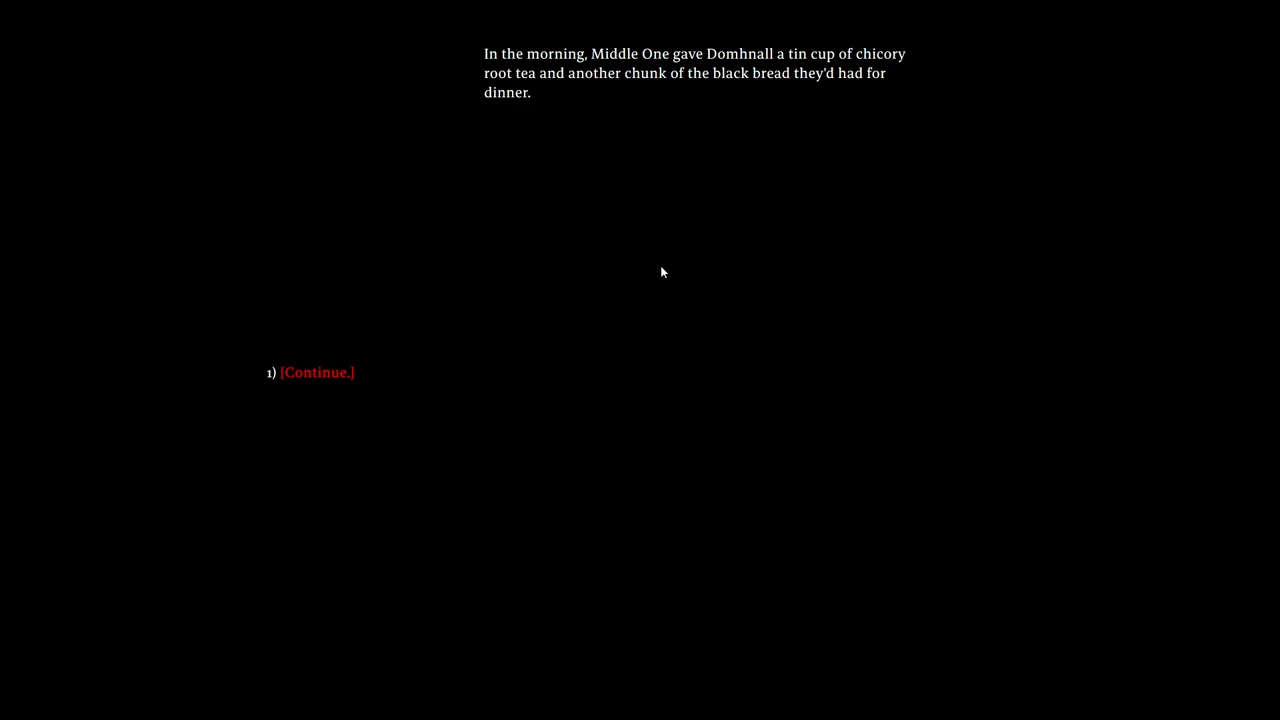 In the morning, Middle One gave Domhnall a tin cup of chicory
root tea and another chunk of the black bread they'd had for
dinner.
1) [Continue.]